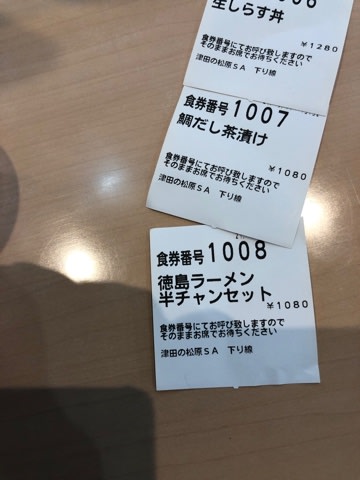 生しらす丼
¥1280
食券番号にてお呼び致しますので
そのままお席でお待ちください
津田の松原SA 下り線
食券番号 1007
鯛だし茶漬け
¥1080
食券番号にてお呼び致しますので
そのままお席でお待ちください
津田の松原SA 下り線
食券番号 1008
徳島ラーメン
半チャンセット
¥1080
食券番号にてお呼び致しますので
そのままお席でお待ちください
津田の松原SA 下り線